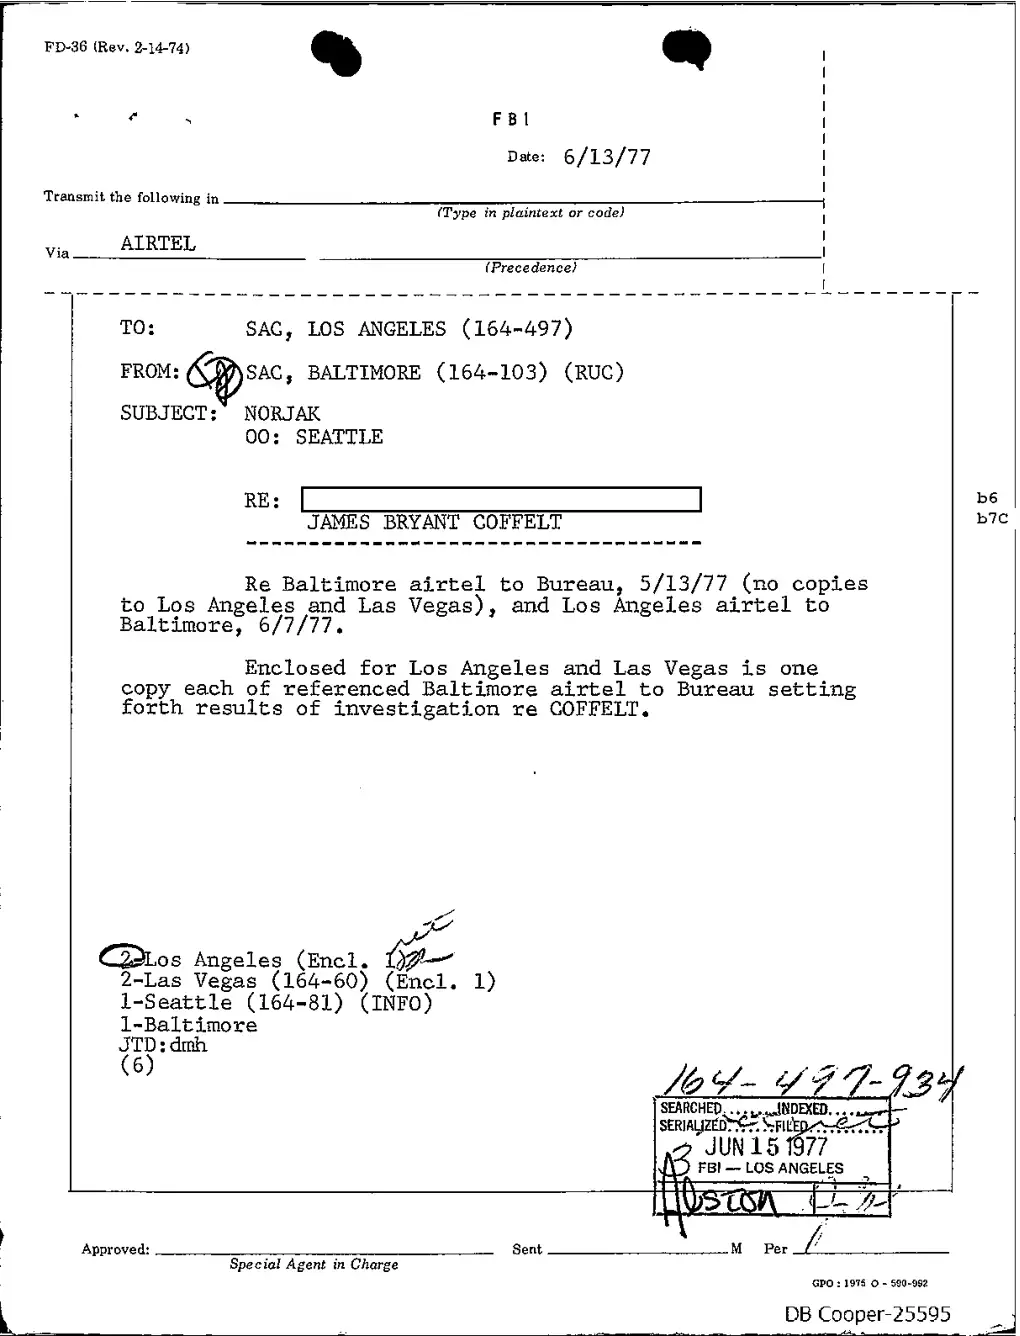 FD-36 (Rev. 2-14-74)
FBI
Date: 6/13/77
Transmit the following in
(Type in plaintext or code)
Via AIRTEL
(Precedence)
TO: SAC, LOS ANGELES (164-497)
FROM: SAC, BALTIMORE (164-103) (RUC)
SUBJECT: NORJAK
OO: SEATTLE
RE:
b6
b7C
JAMES BRYANT COFFELT
Re Baltimore airtel to Bureau, 5/13/77 (no copies
to Los Angeles and Las Vegas), and Los Angeles airtel to
Baltimore, 6/7/77.
Enclosed for Los Angeles and Las Vegas is one
copy each of referenced Baltimore airtel to Bureau setting
forth results of investigation re COFFELT.
2-Los Angeles (Encl. 1)
2-Las Vegas (164-60) (Encl. 1)
1-Seattle (164-81) (INFO)
1-Baltimore
JTD:dmh
(6)
164-497-934
SEARCHED INDEXED
SERIALIZED FILED
JUN 15 1977
FBI — LOS ANGELES
Alston
Approved: Sent M Per
Special Agent in Charge
GPO : 1975 O - 590-992
DB Cooper-25595